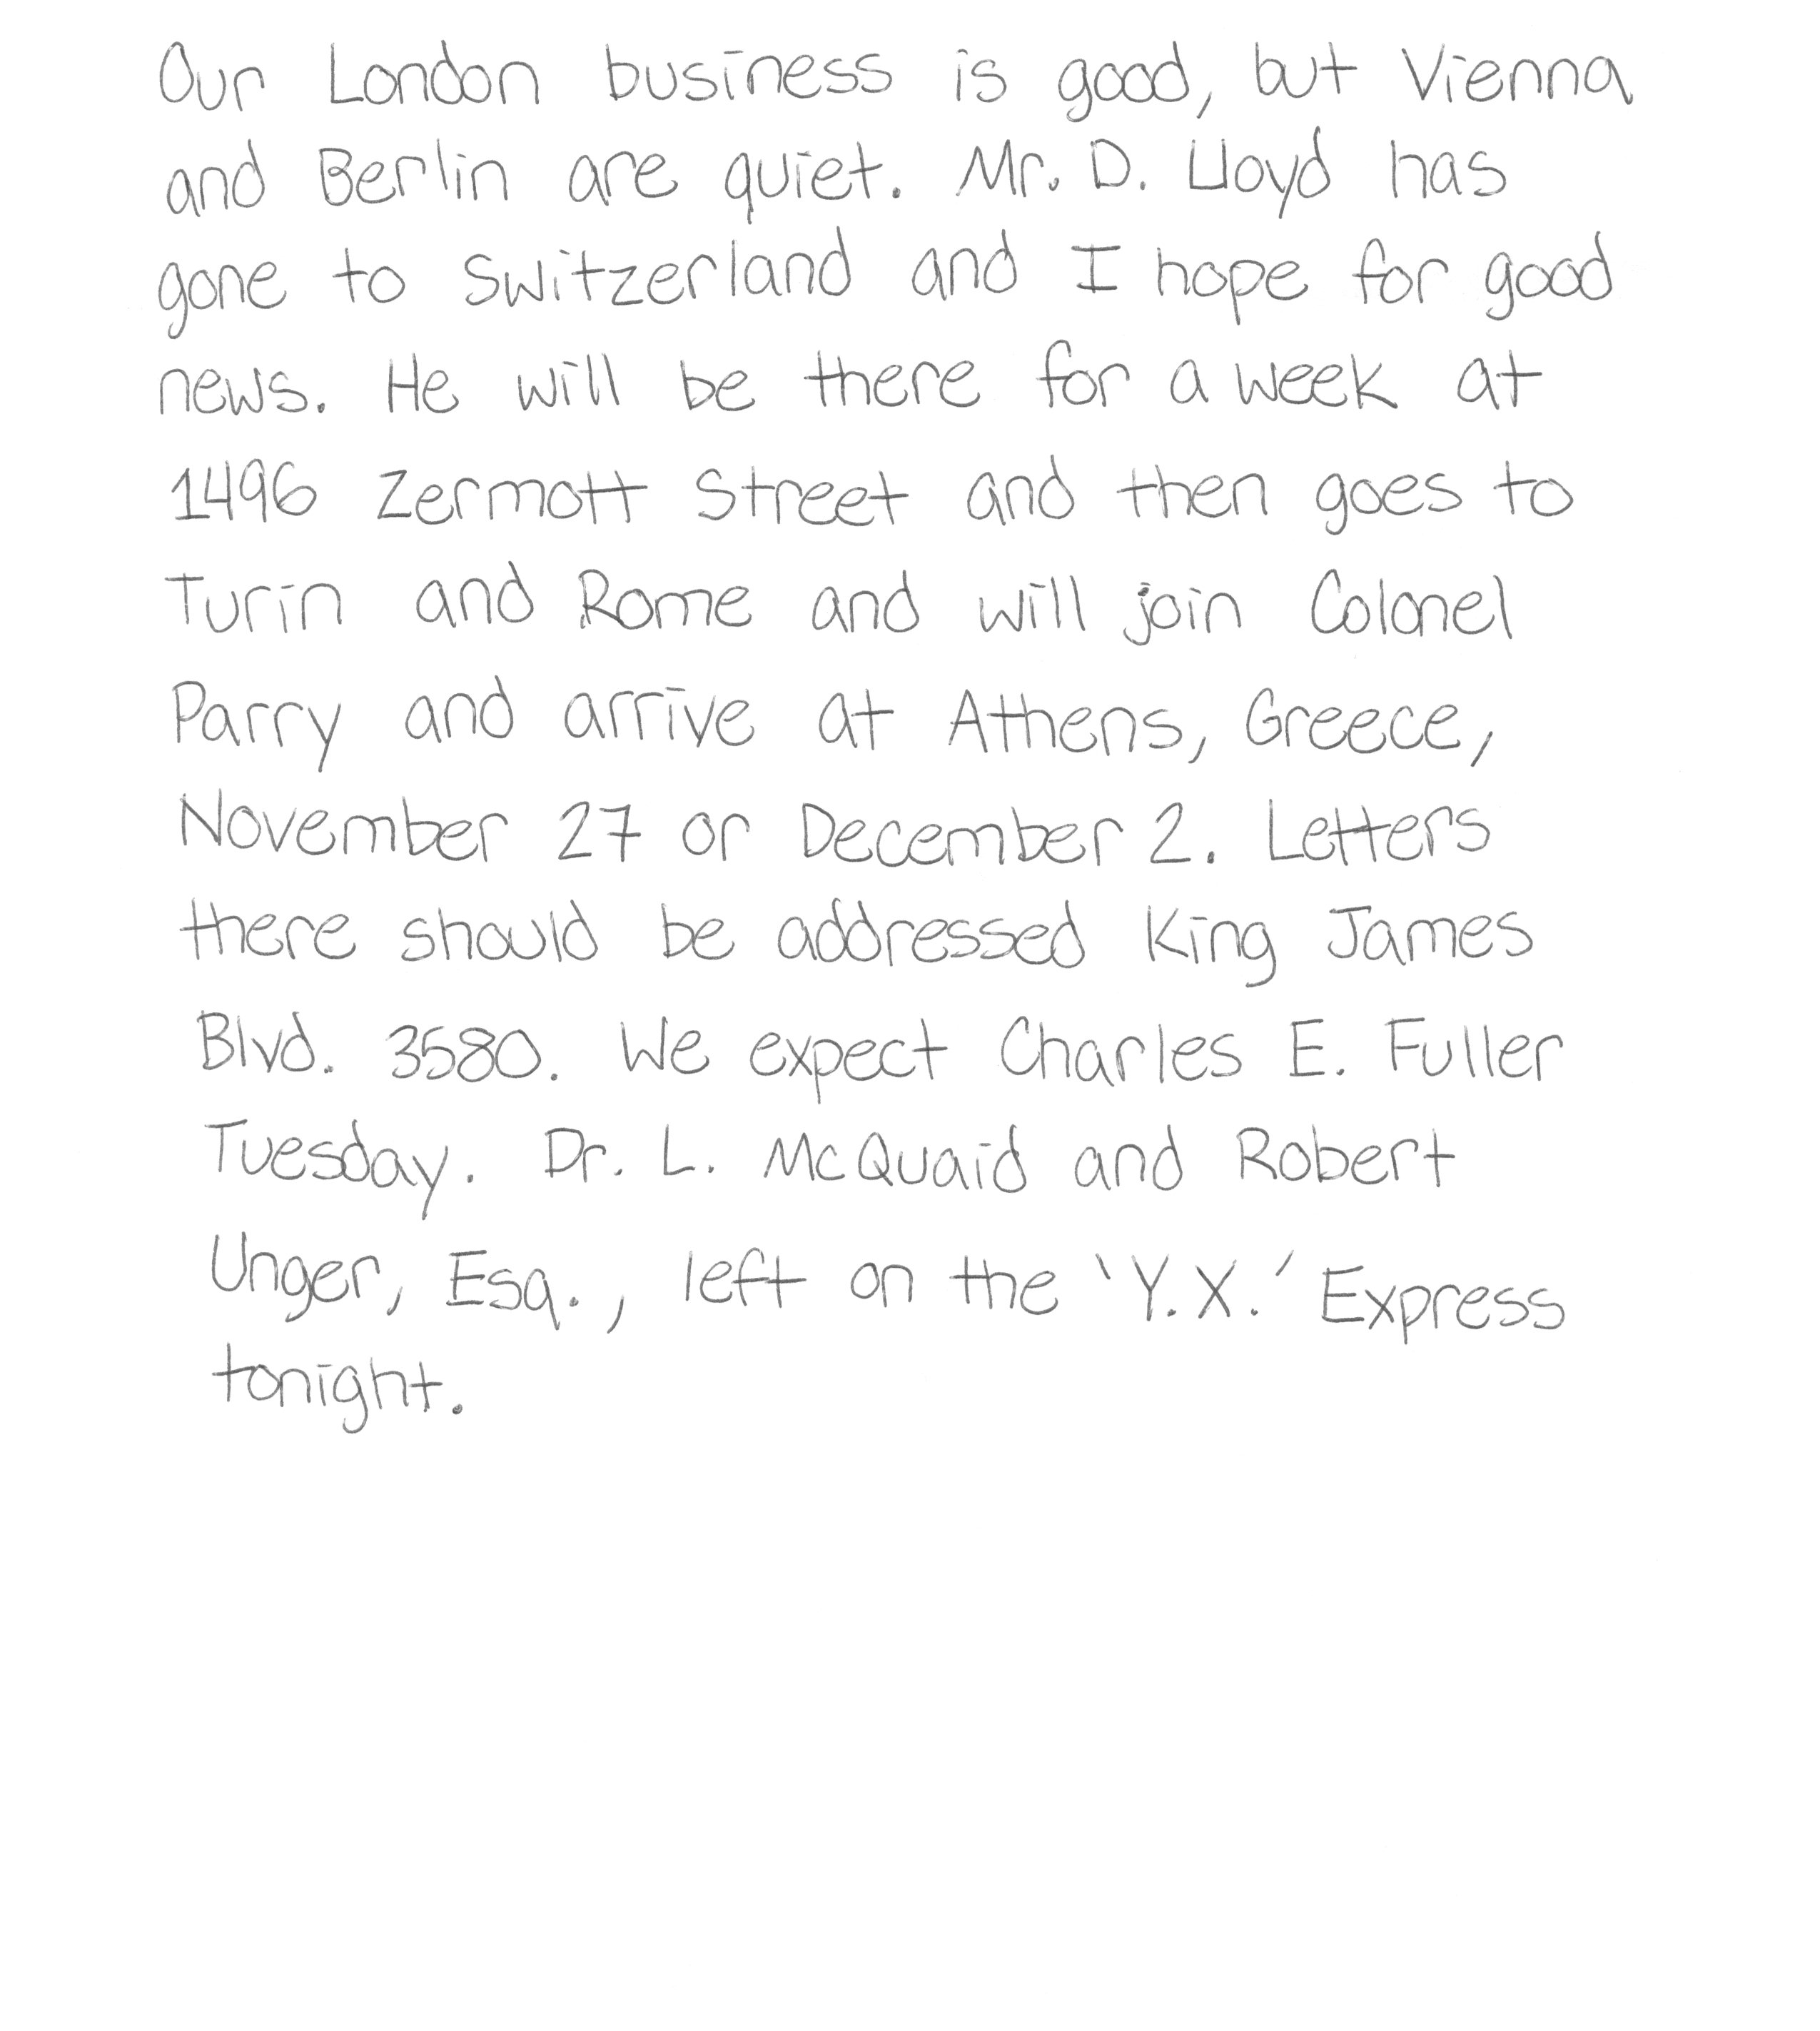 Our London business is good, but Vienna
and Berlin are quiet. Mr. D. Lloyd has
gone to Switzerland and I hope for good
news. He will be there for a week at
1496 Zermott Street and then goes to
Turin and Rome and will join Colonel
Parry and arrive at Athens, Greece,
November 27 or December 2. Letters
there should be addressed King James
Blvd. 3580. We expect Charles E. Fuller
Tuesday. Dr. L. McQuaid and Robert
Unger, Esq., left on the 'Y.X.' Express
tonight.